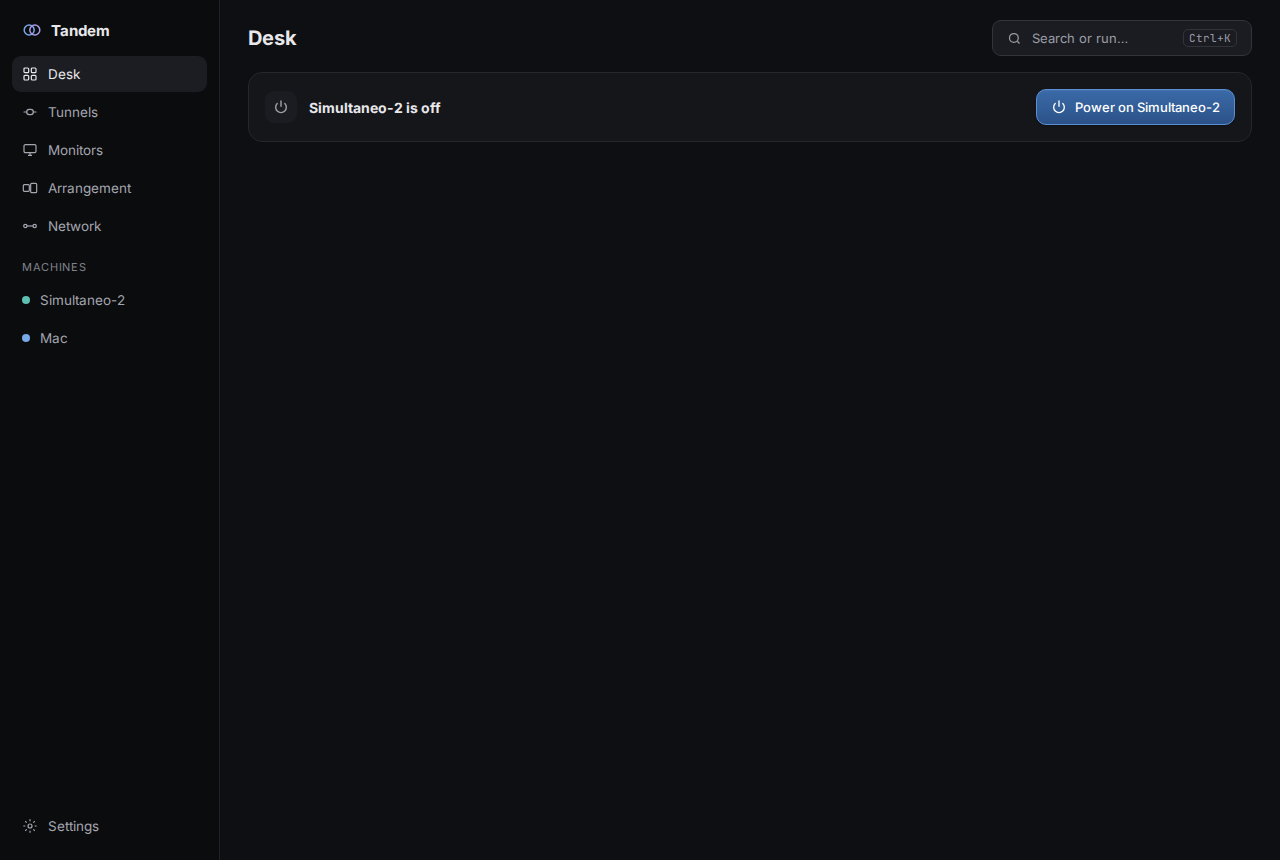 Tandem
Desk
Tunnels
Monitors
Arrangement
Network
MACHINES
Simultaneo-2
Mac
Settings
Desk
Search or run...
Ctrl+K
Simultaneo-2 is off
Power on Simultaneo-2